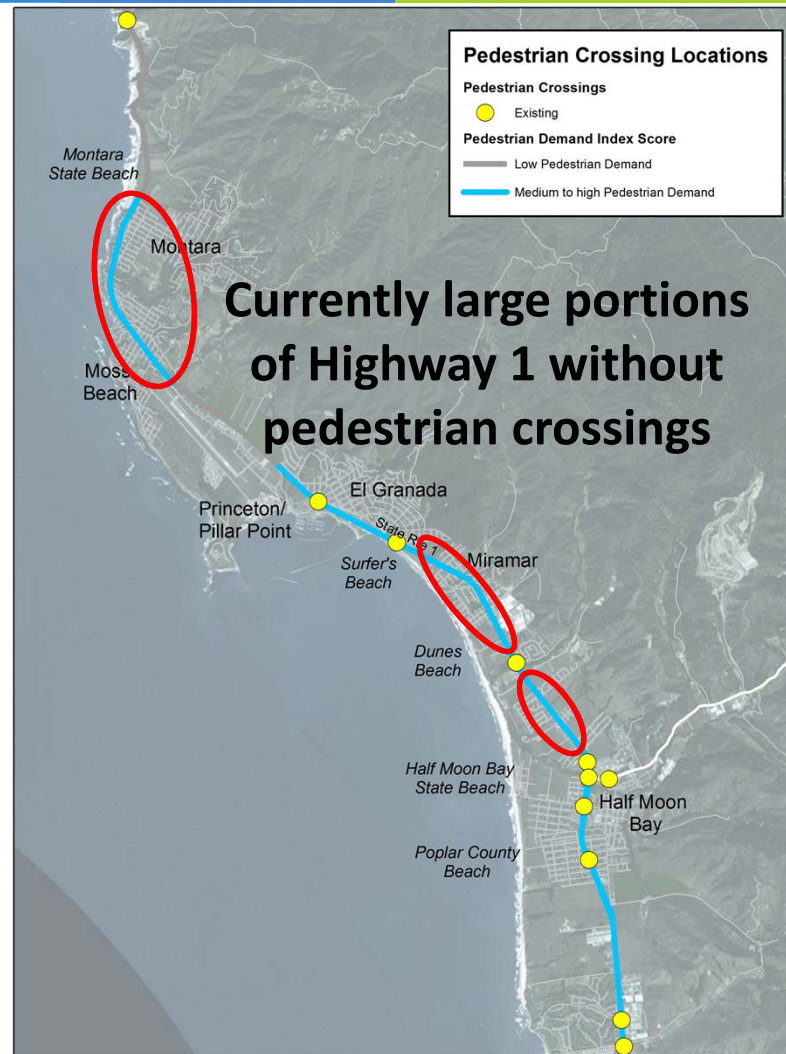 Pedestrian Crossing Locations
Pedestrian Crossings
Existing
Pedestrian Demand Index Score
Low Pedestrian Demand
Medium to high Pedestrian Demand
Montara
State Beach
Montara
Currently large portions
of Highway 1 without
pedestrian crossings
Moss
Beach
El Granada
Princeton/
Pillar Point
State Rte 1
Surfer's
Beach
Miramar
Dunes
Beach
Half Moon Bay
State Beach
Half Moon
Bay
Poplar County
Beach